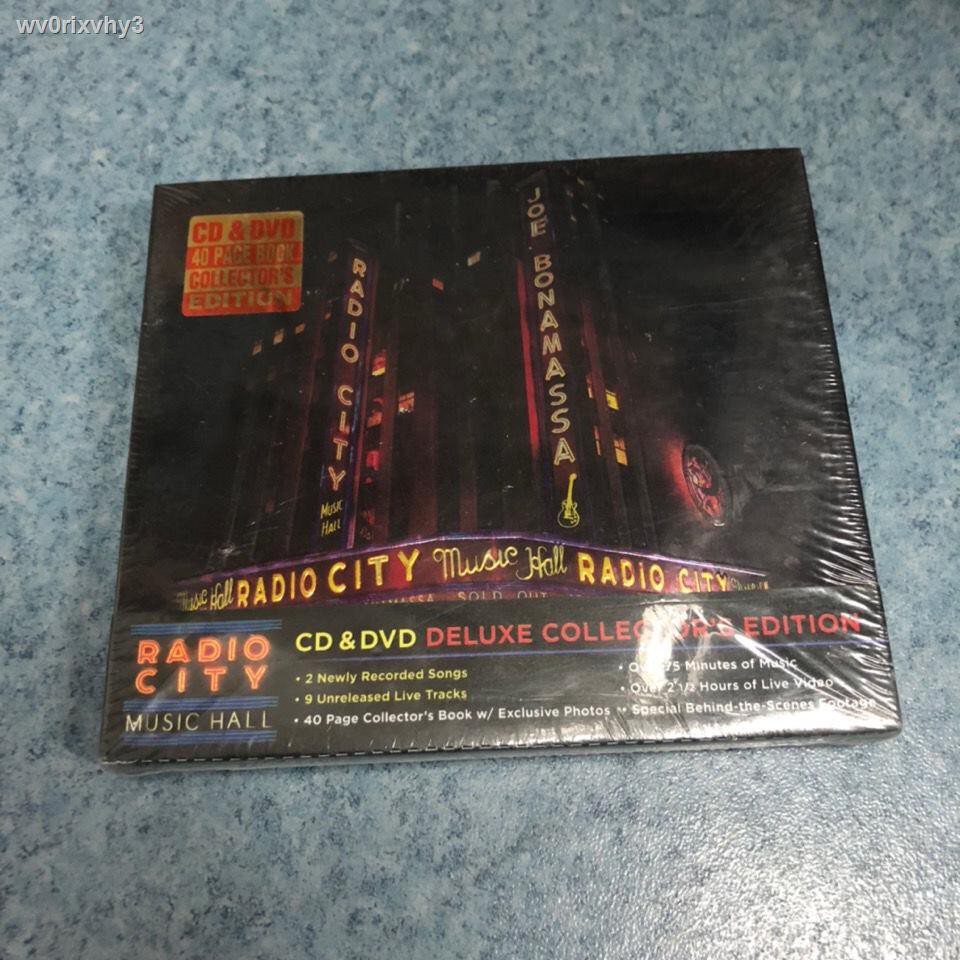 wv0rixvhy3
CD & DVD
40 PAGE BOOK
COLLECTOR'S
EDITION
RADIO CITY
MUSIC
HALL
JOE BONAMASSA
Music Hall RADIO CITY Music Hall RADIO CITY
SOLD OUT
RADIO
CITY
MUSIC HALL
CD & DVD DELUXE COLLECTOR'S EDITION
• 2 Newly Recorded Songs
• 9 Unreleased Live Tracks
• 40 Page Collector's Book w/ Exclusive Photos
• Over 75 Minutes of Music
• Over 2 1/2 Hours of Live Video
• Special Behind-the-Scenes Footage